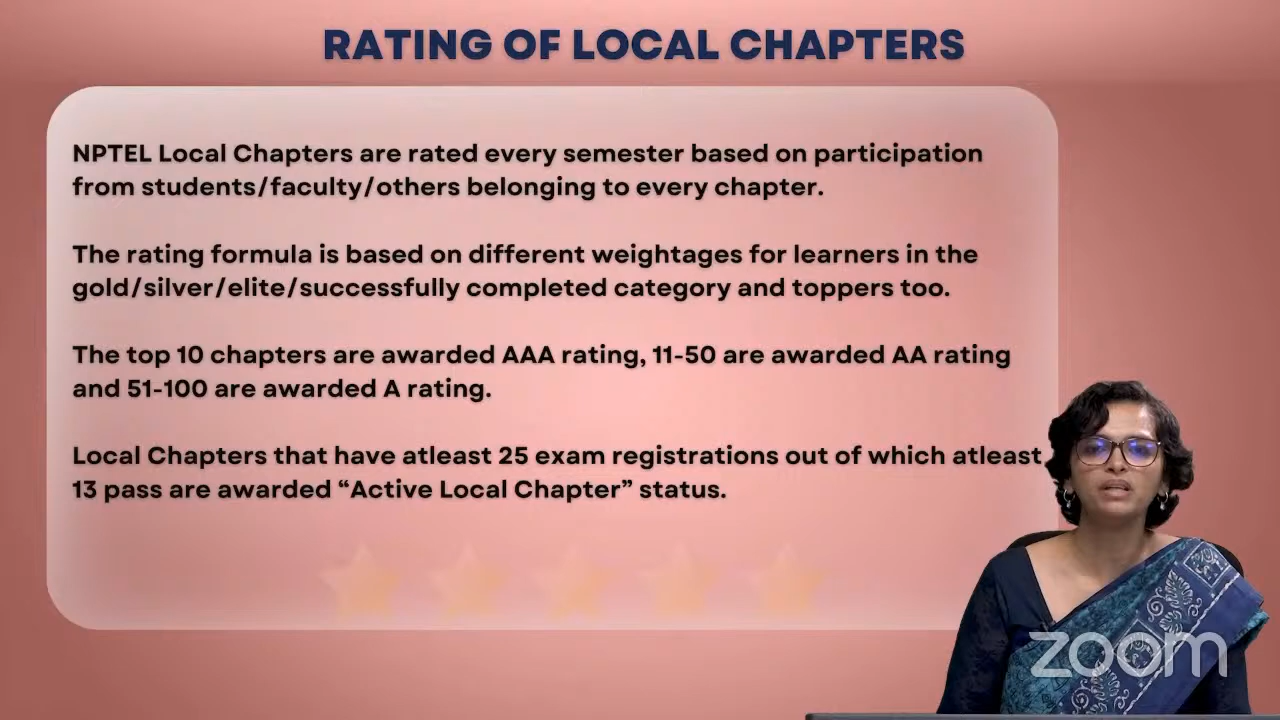 RATING OF LOCAL CHAPTERS
NPTEL Local Chapters are rated every semester based on participation
from students/faculty/others belonging to every chapter.
The rating formula is based on different weightages for learners in the
gold/silver/elite/successfully completed category and toppers too.
The top 10 chapters are awarded AAA rating, 11-50 are awarded AA rating
and 51-100 are awarded A rating.
Local Chapters that have atleast 25 exam registrations out of which atleast
13 pass are awarded “Active Local Chapter” status.
zoom